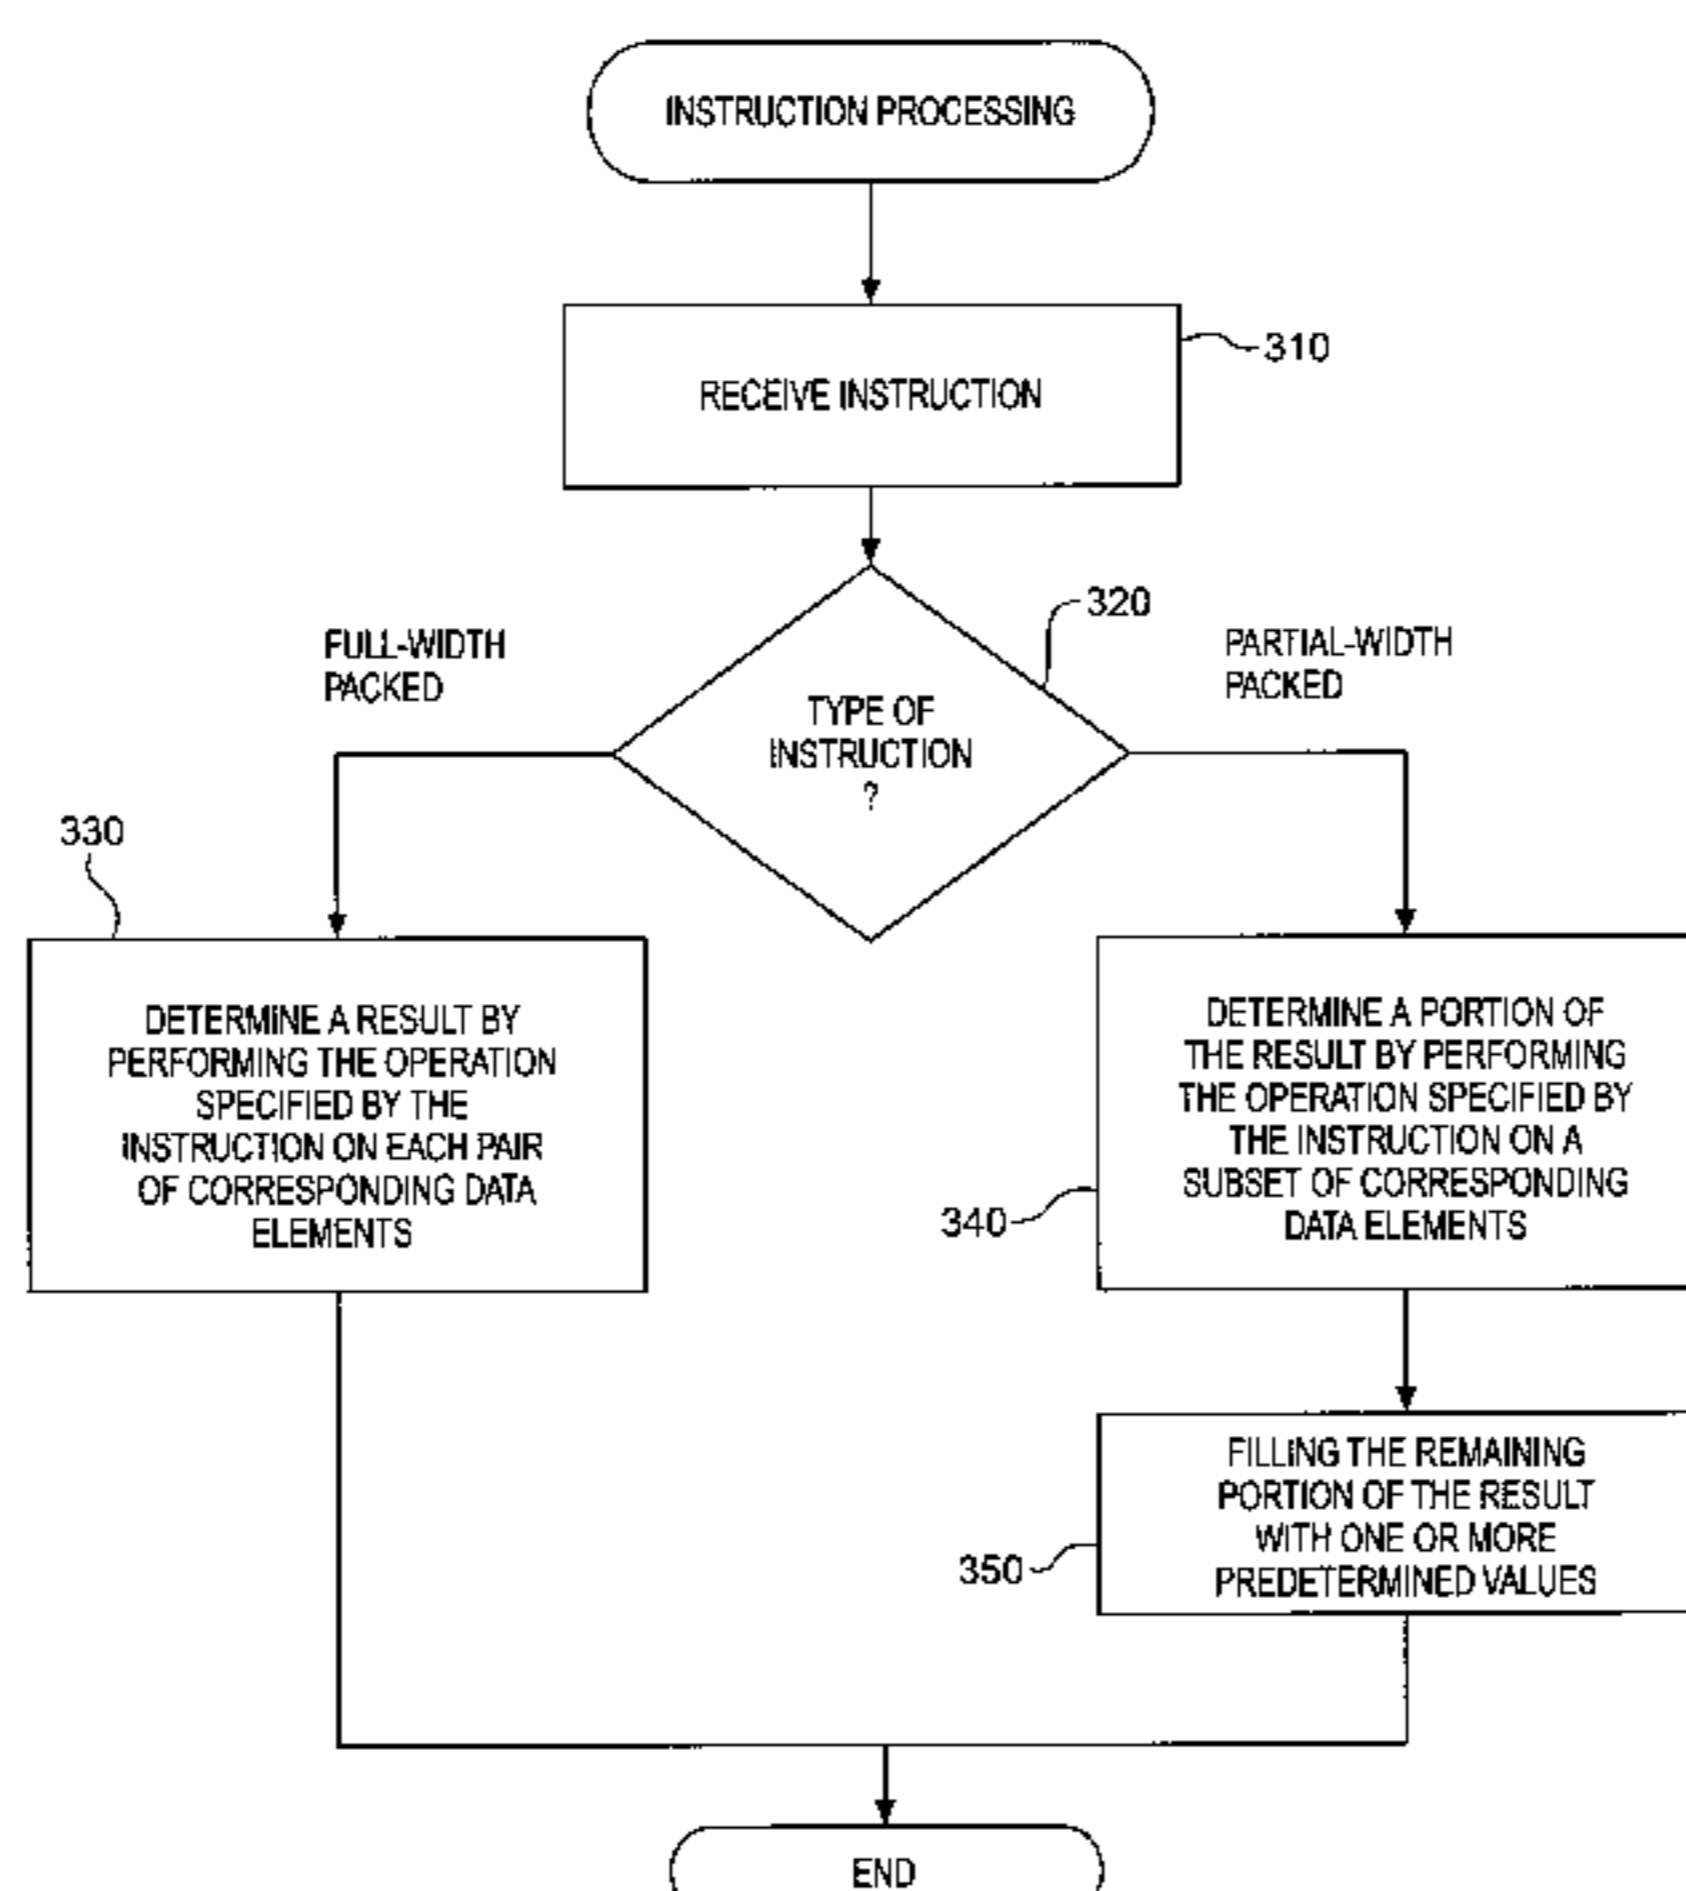 INSTRUCTION PROCESSING
RECEIVE INSTRUCTION
310
320
FULL-WIDTH
PACKED
PARTIAL-WIDTH
PACKED
TYPE OF
INSTRUCTION
?
330
DETERMINE A RESULT BY
PERFORMING THE OPERATION
SPECIFIED BY THE
INSTRUCTION ON EACH PAIR
OF CORRESPONDING DATA
ELEMENTS
DETERMINE A PORTION OF
THE RESULT BY PERFORMING
THE OPERATION SPECIFIED BY
THE INSTRUCTION ON A
SUBSET OF CORRESPONDING
DATA ELEMENTS
340
FILLING THE REMAINING
PORTION OF THE RESULT
WITH ONE OR MORE
PREDETERMINED VALUES
350
END